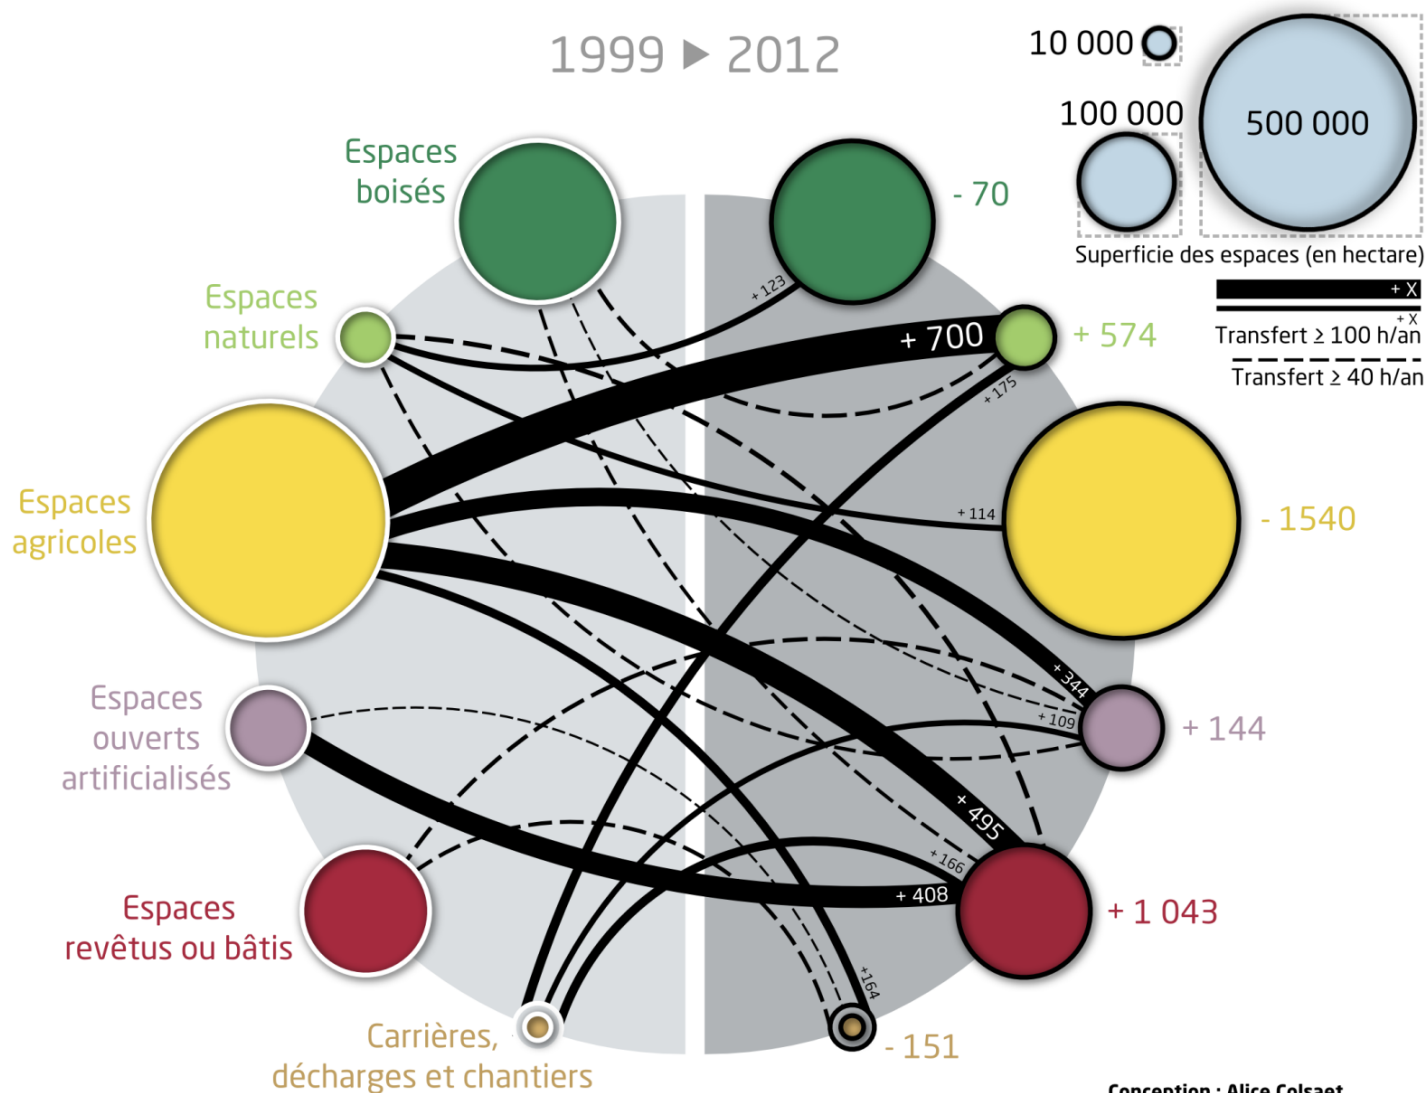 1999 ▶ 2012
10 000
100 000
500 000
Superficie des espaces (en hectare)
+ X
+ X
Transfert ≥ 100 h/an
Transfert ≥ 40 h/an
Espaces
boisés
- 70
Espaces
naturels
+ 123
+ 700
+ 574
+ 175
Espaces
agricoles
+ 114
- 1540
Espaces
ouverts
artificialisés
+ 344
+ 109
+ 144
Espaces
revêtus ou bâtis
+ 495
+ 166
+ 408
+ 1 043
Carrières,
décharges et chantiers
+164
- 151
Conception : Alice Colsaet